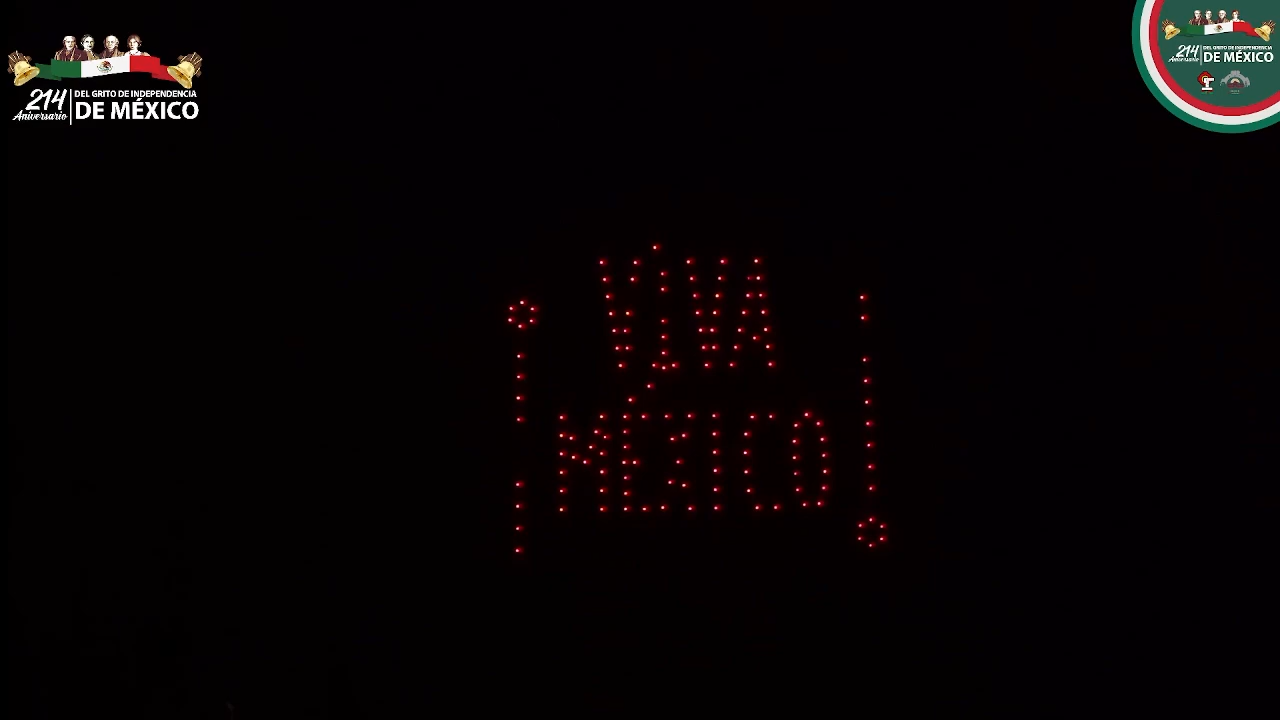 214
Aniversario
DEL GRITO DE INDEPENDENCIA
DE MÉXICO
¡VIVA
MÉXICO!
214
Aniversario
DEL GRITO DE INDEPENDENCIA
DE MÉXICO